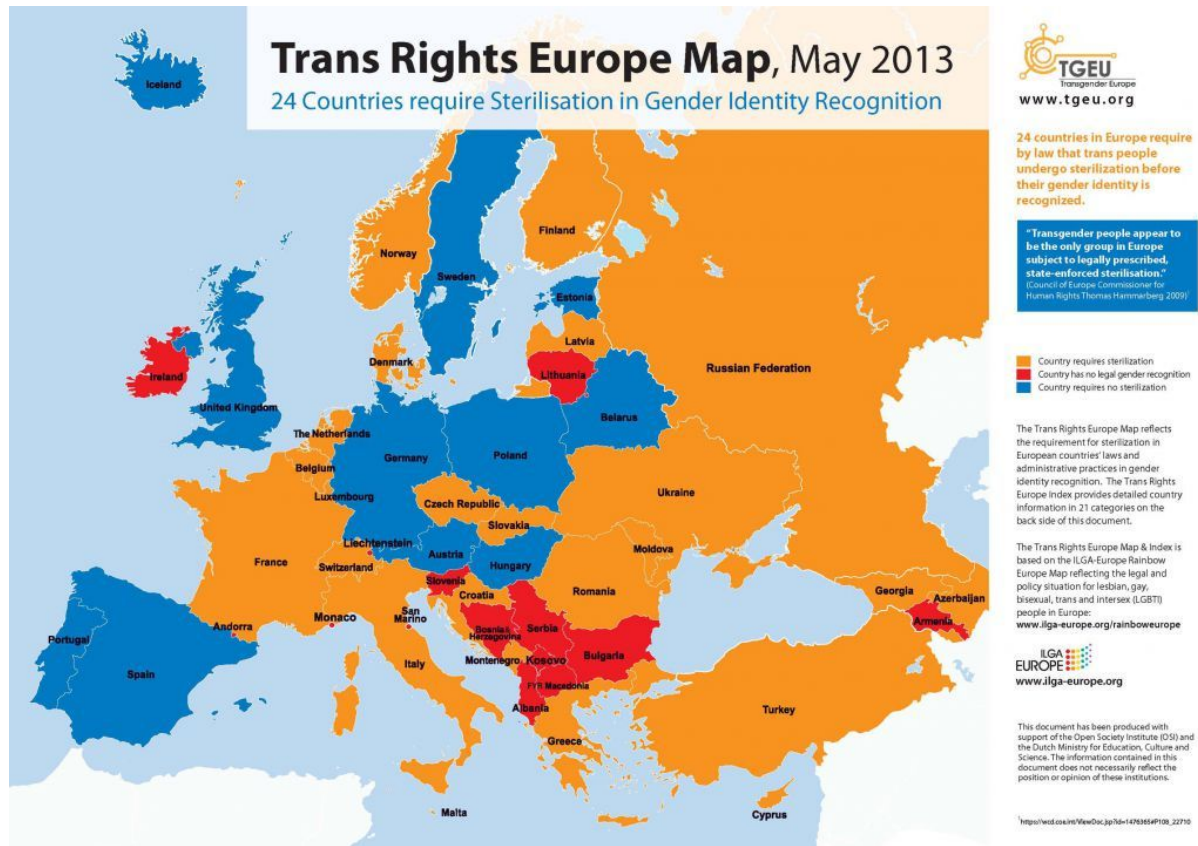 Trans Rights Europe Map, May 2013
24 Countries require Sterilisation in Gender Identity Recognition
Iceland
Norway
Sweden
Finland
Estonia
Latvia
Lithuania
Denmark
Ireland
United Kingdom
Belarus
Russian Federation
The Netherlands
Belgium
Luxembourg
Germany
Poland
Czech Republic
Slovakia
Ukraine
France
Liechtenstein
Switzerland
Austria
Hungary
Moldova
Romania
Slovenia
Croatia
Portugal
Spain
Andorra
Monaco
San
Marino
Italy
Bosnia &
Herzegovina
Serbia
Montenegro
Kosovo
Bulgaria
FYR Macadonia
Albania
Greece
Turkey
Georgia
Azerbaijan
Armenia
Malta
Cyprus
TGEU
Transgender Europe
www.tgeu.org
24 countries in Europe require
by law that trans people
undergo sterilization before
their gender identity is
recognized.
"Transgender people appear to
be the only group in Europe
subject to legally prescribed,
state-enforced sterilisation."
(Council of Europe Commissioner for
Human Rights Thomas Hammarberg 2009)¹
Country requires sterilization
Country has no legal gender recognition
Country requires no sterilization
The Trans Rights Europe Map reflects
the requirement for sterilization in
European countries' laws and
administrative practices in gender
identity recognition. The Trans Rights
Europe Index provides detailed country
information in 21 categories on the
back side of this document.
The Trans Rights Europe Map & Index is
based on the ILGA-Europe Rainbow
Europe Map reflecting the legal and
policy situation for lesbian, gay,
bisexual, trans and intersex (LGBTI)
people in Europe:
www.ilga-europe.org/rainboweurope
ILGA
EUROPE
www.ilga-europe.org
This document has been produced with
support of the Open Society Institute (OSI) and
the Dutch Ministry for Education, Culture and
Science. The information contained in this
document does not necessarily reflect the
position or opinion of these institutions.
¹https://wcd.coe.int/ViewDoc.jsp?id=1476365#P108_22710